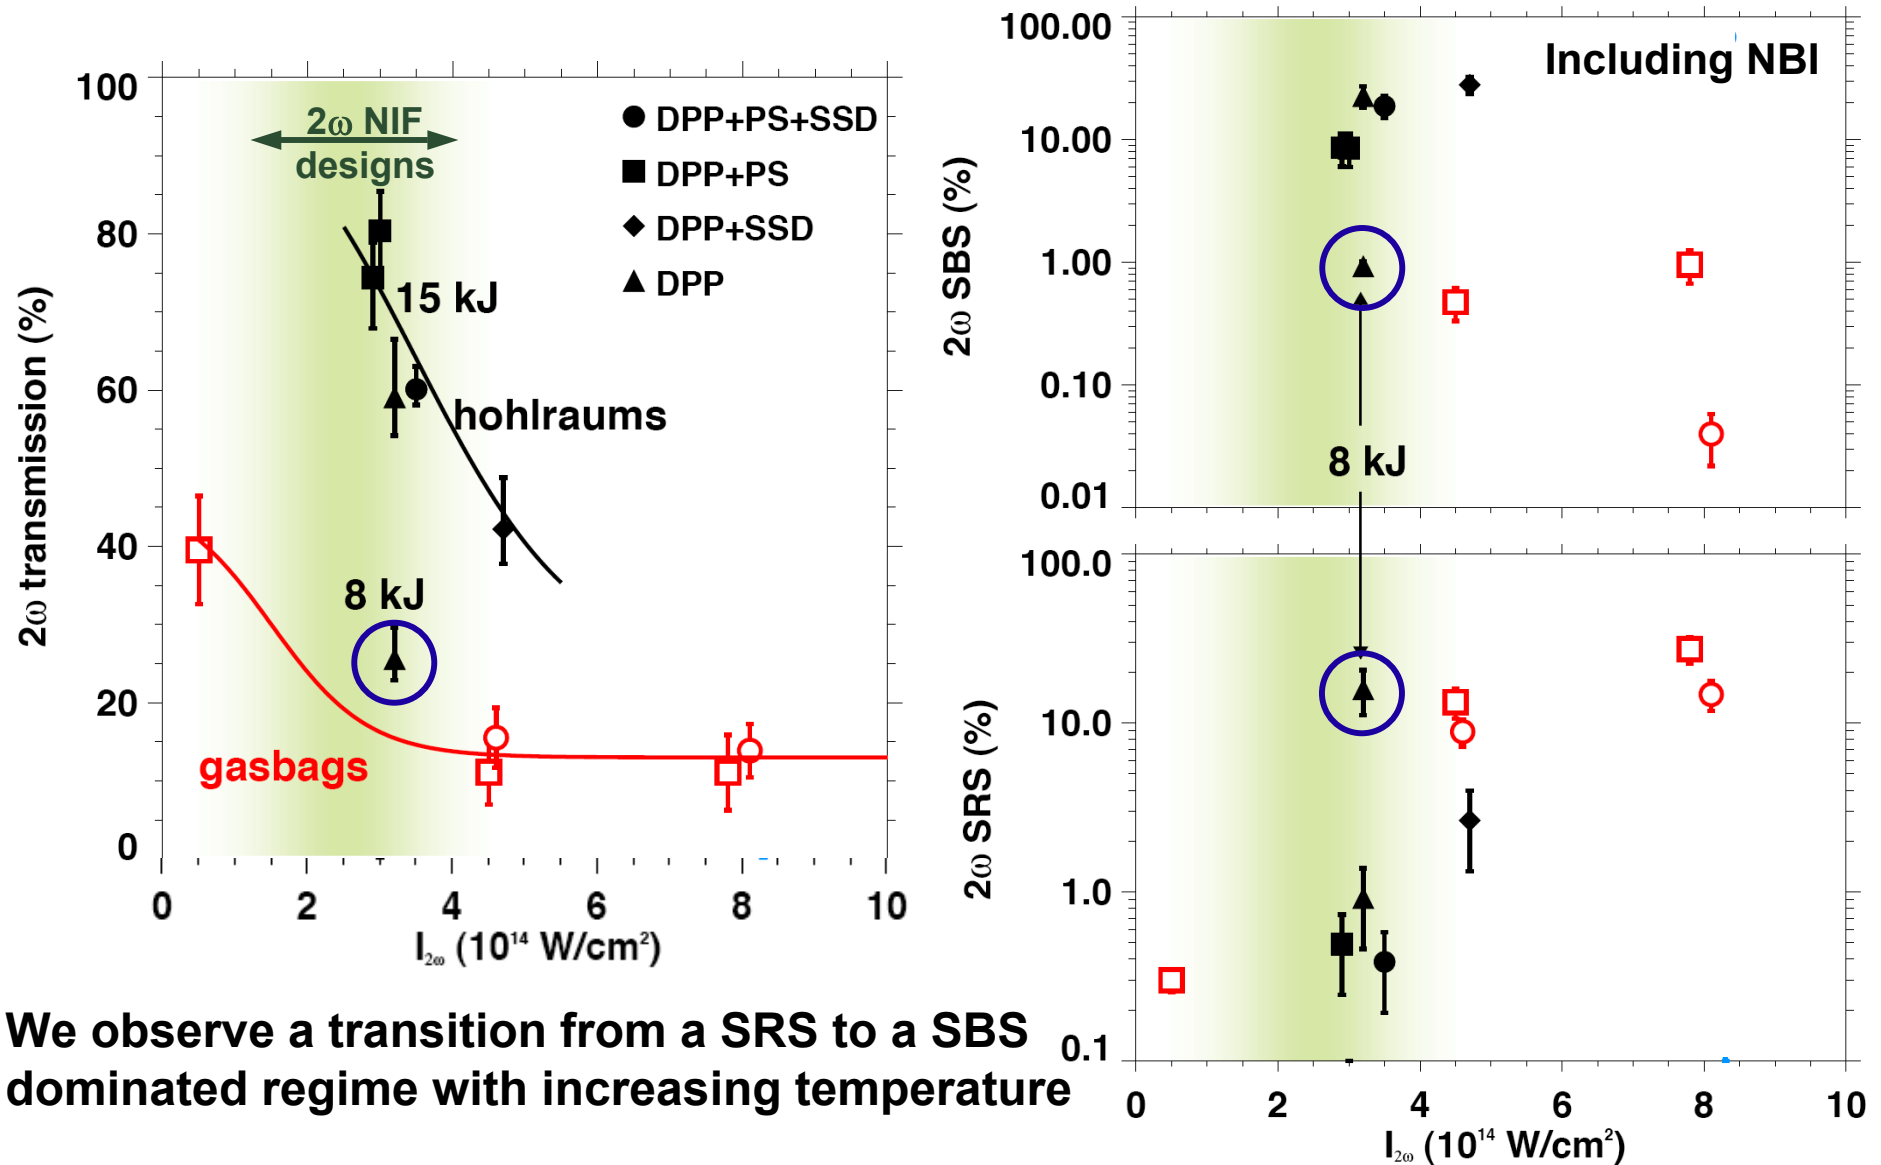 100
80
60
40
20
0
2ω transmission (%)
2ω NIF
designs
DPP+PS+SSD
DPP+PS
DPP+SSD
DPP
15 kJ
hohlraums
8 kJ
gasbags
0 2 4 6 8 10
I2ω (10¹⁴ W/cm²)
100.00
10.00
1.00
0.10
0.01
2ω SBS (%)
Including NBI
8 kJ
100.0
10.0
1.0
0.1
2ω SRS (%)
0 2 4 6 8 10
I2ω (10¹⁴ W/cm²)
We observe a transition from a SRS to a SBS
dominated regime with increasing temperature